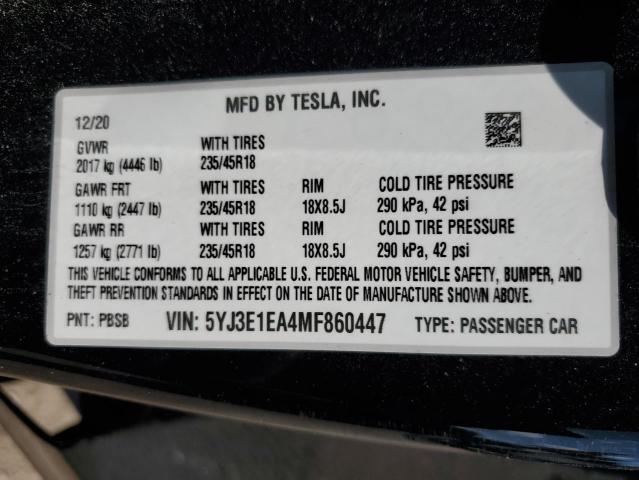 MFD BY TESLA, INC.
12/20
GVWR WITH TIRES
2017 kg (4446 lb) 235/45R18
GAWR FRT WITH TIRES RIM COLD TIRE PRESSURE
1110 kg (2447 lb) 235/45R18 18X8.5J 290 kPa, 42 psi
GAWR RR WITH TIRES RIM COLD TIRE PRESSURE
1257 kg (2771 lb) 235/45R18 18X8.5J 290 kPa, 42 psi
THIS VEHICLE CONFORMS TO ALL APPLICABLE U.S. FEDERAL MOTOR VEHICLE SAFETY, BUMPER, AND
THEFT PREVENTION STANDARDS IN EFFECT ON THE DATE OF MANUFACTURE SHOWN ABOVE.
PNT: PBSB VIN: 5YJ3E1EA4MF860447 TYPE: PASSENGER CAR